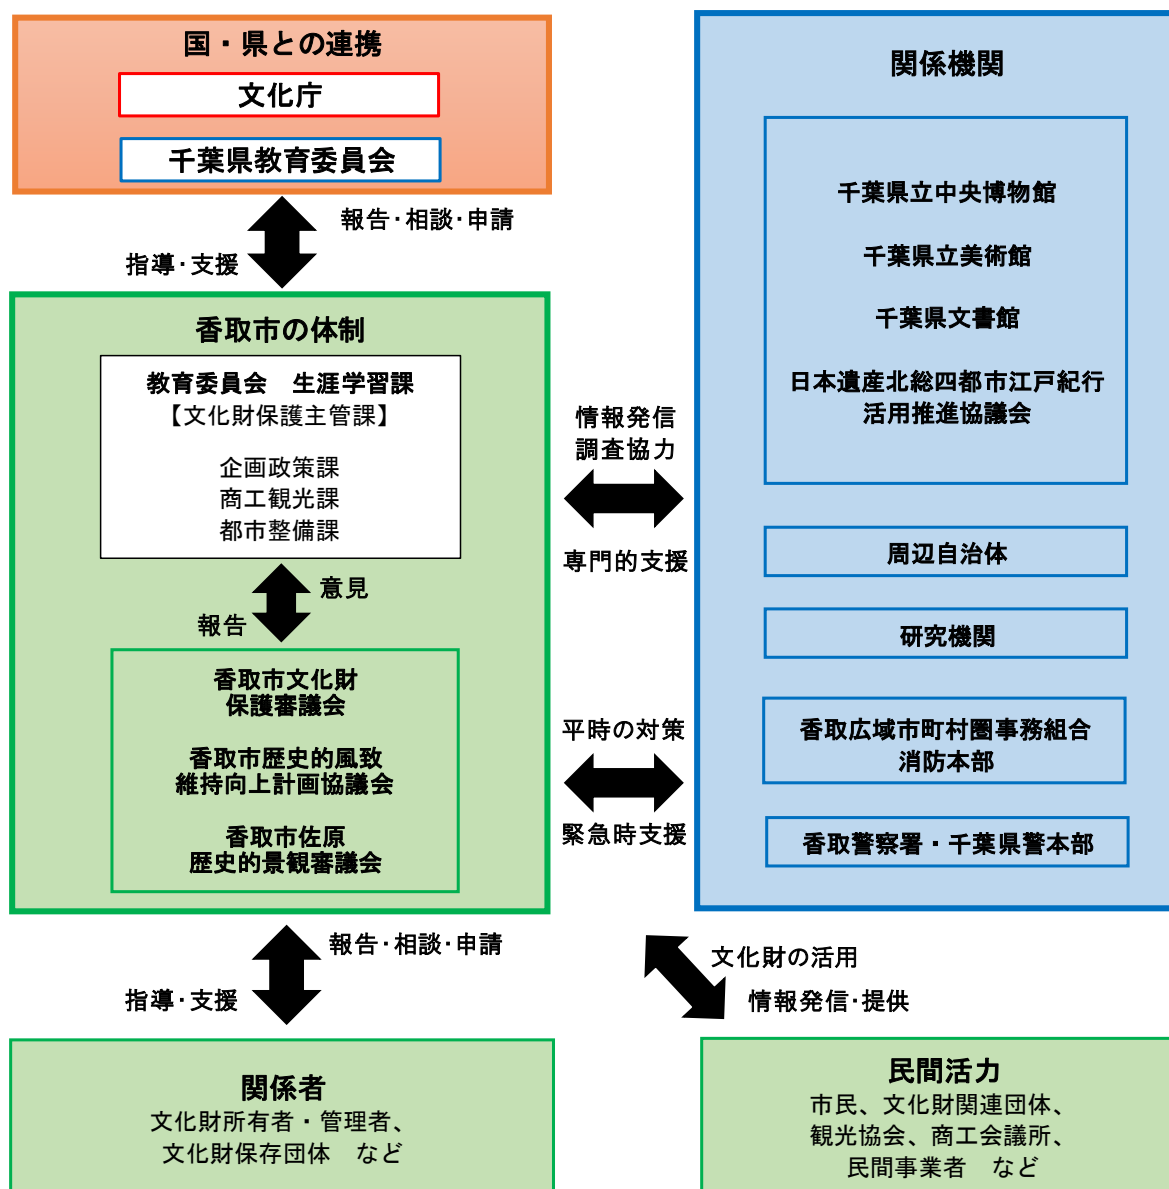 国・県との連携
文化庁
千葉県教育委員会
報告・相談・申請
指導・支援
香取市の体制
教育委員会　生涯学習課
【文化財保護主管課】
企画政策課
商工観光課
都市整備課
意見
報告
香取市文化財
保護審議会
香取市歴史的風致
維持向上計画協議会
香取市佐原
歴史的景観審議会
情報発信
調査協力
専門的支援
平時の対策
緊急時支援
関係機関
千葉県立中央博物館
千葉県立美術館
千葉県文書館
日本遺産北総四都市江戸紀行
活用推進協議会
周辺自治体
研究機関
香取広域市町村圏事務組合
消防本部
香取警察署・千葉県警本部
報告・相談・申請
指導・支援
文化財の活用
情報発信・提供
関係者
文化財所有者・管理者、
文化財保存団体　など
民間活力
市民、文化財関連団体、
観光協会、商工会議所、
民間事業者　など